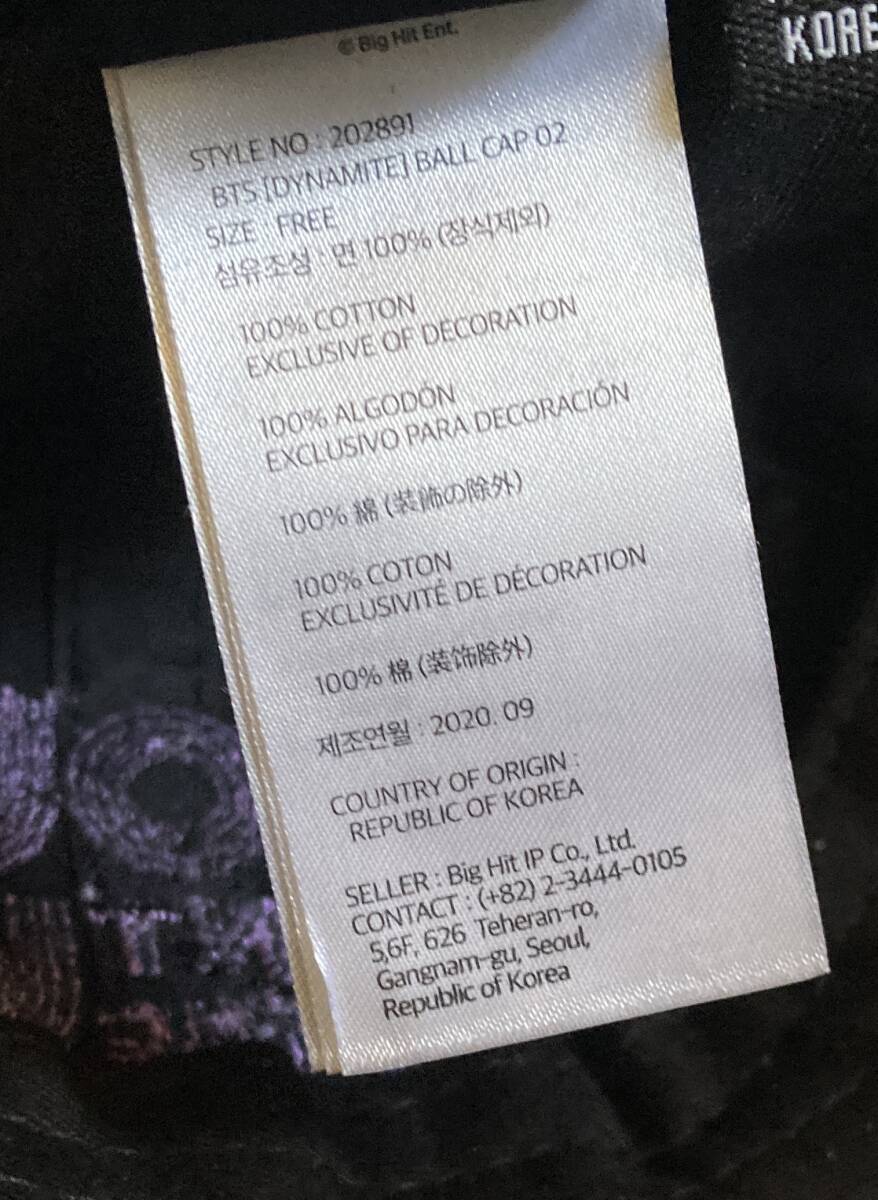 © Big Hit Ent.
KORE
STYLE NO : 202891
BTS [DYNAMITE] BALL CAP 02
SIZE : FREE
섬유조성 : 면 100% (장식제외)
100% COTTON
EXCLUSIVE OF DECORATION
100% ALGODÓN
EXCLUSIVO PARA DECORACIÓN
100% 綿 (装飾の除外)
100% COTON
EXCLUSIVITÉ DE DÉCORATION
100% 棉 (装饰除外)
제조연월 : 2020. 09
COUNTRY OF ORIGIN :
REPUBLIC OF KOREA
SELLER : Big Hit IP Co., Ltd.
CONTACT : (+82) 2-3444-0105
5,6F, 626 Teheran-ro,
Gangnam-gu, Seoul,
Republic of Korea